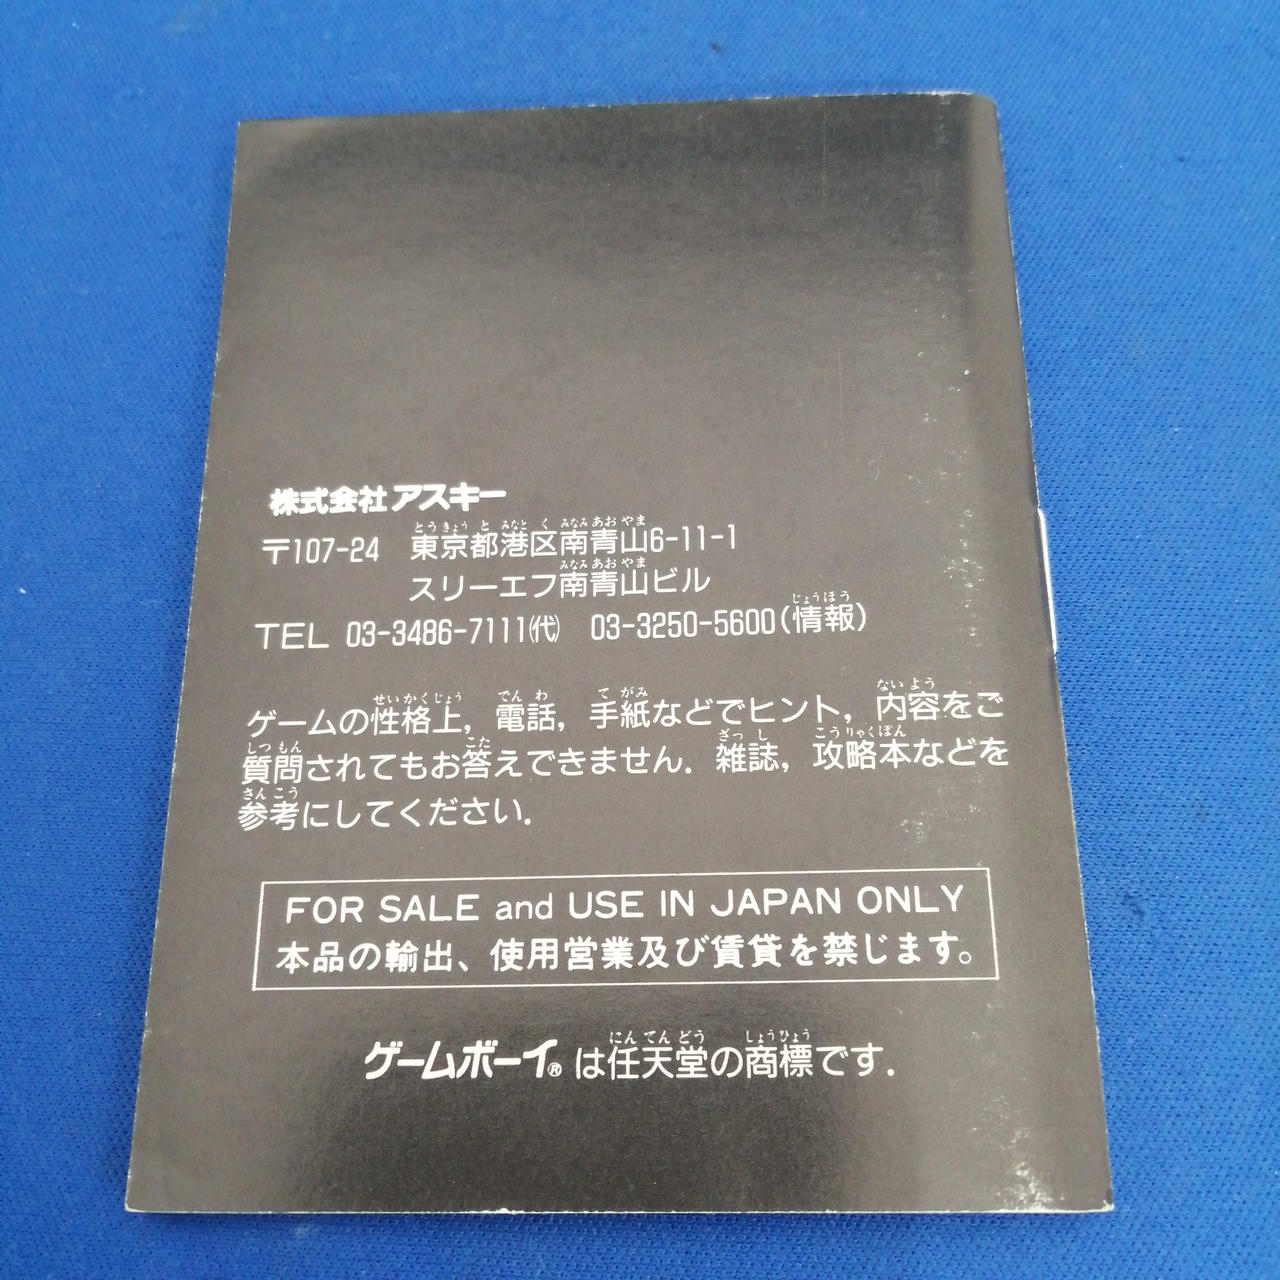 株式会社アスキー
〒107-24 東京都港区南青山6-11-1
スリーエフ南青山ビル
TEL 03-3486-7111(代) 03-3250-5600(情報)
ゲームの性格上,電話,手紙などでヒント,内容をご
質問されてもお答えできません.雑誌,攻略本などを
参考にしてください.
FOR SALE and USE IN JAPAN ONLY
本品の輸出、使用営業及び賃貸を禁じます。
ゲームボーイ®は任天堂の商標です.